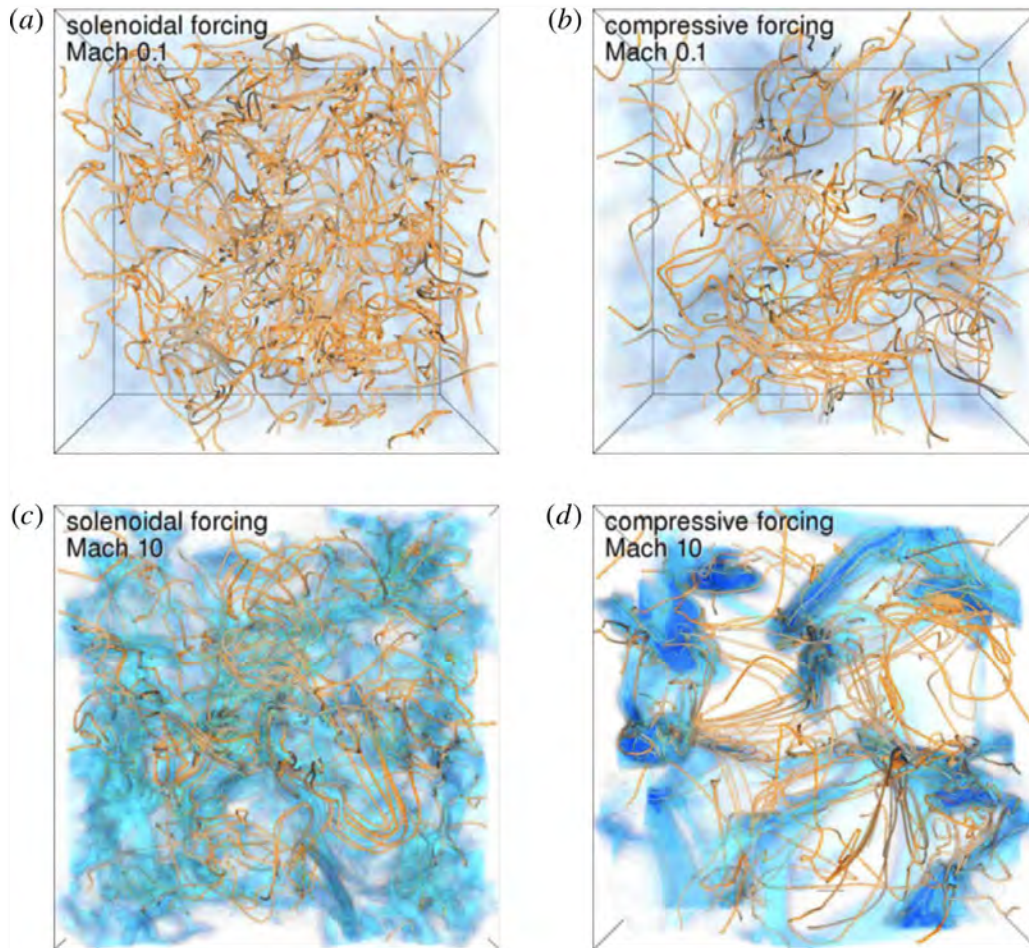 (a)
solenoidal forcing
Mach 0.1
(b)
compressive forcing
Mach 0.1
(c)
solenoidal forcing
Mach 10
(d)
compressive forcing
Mach 10